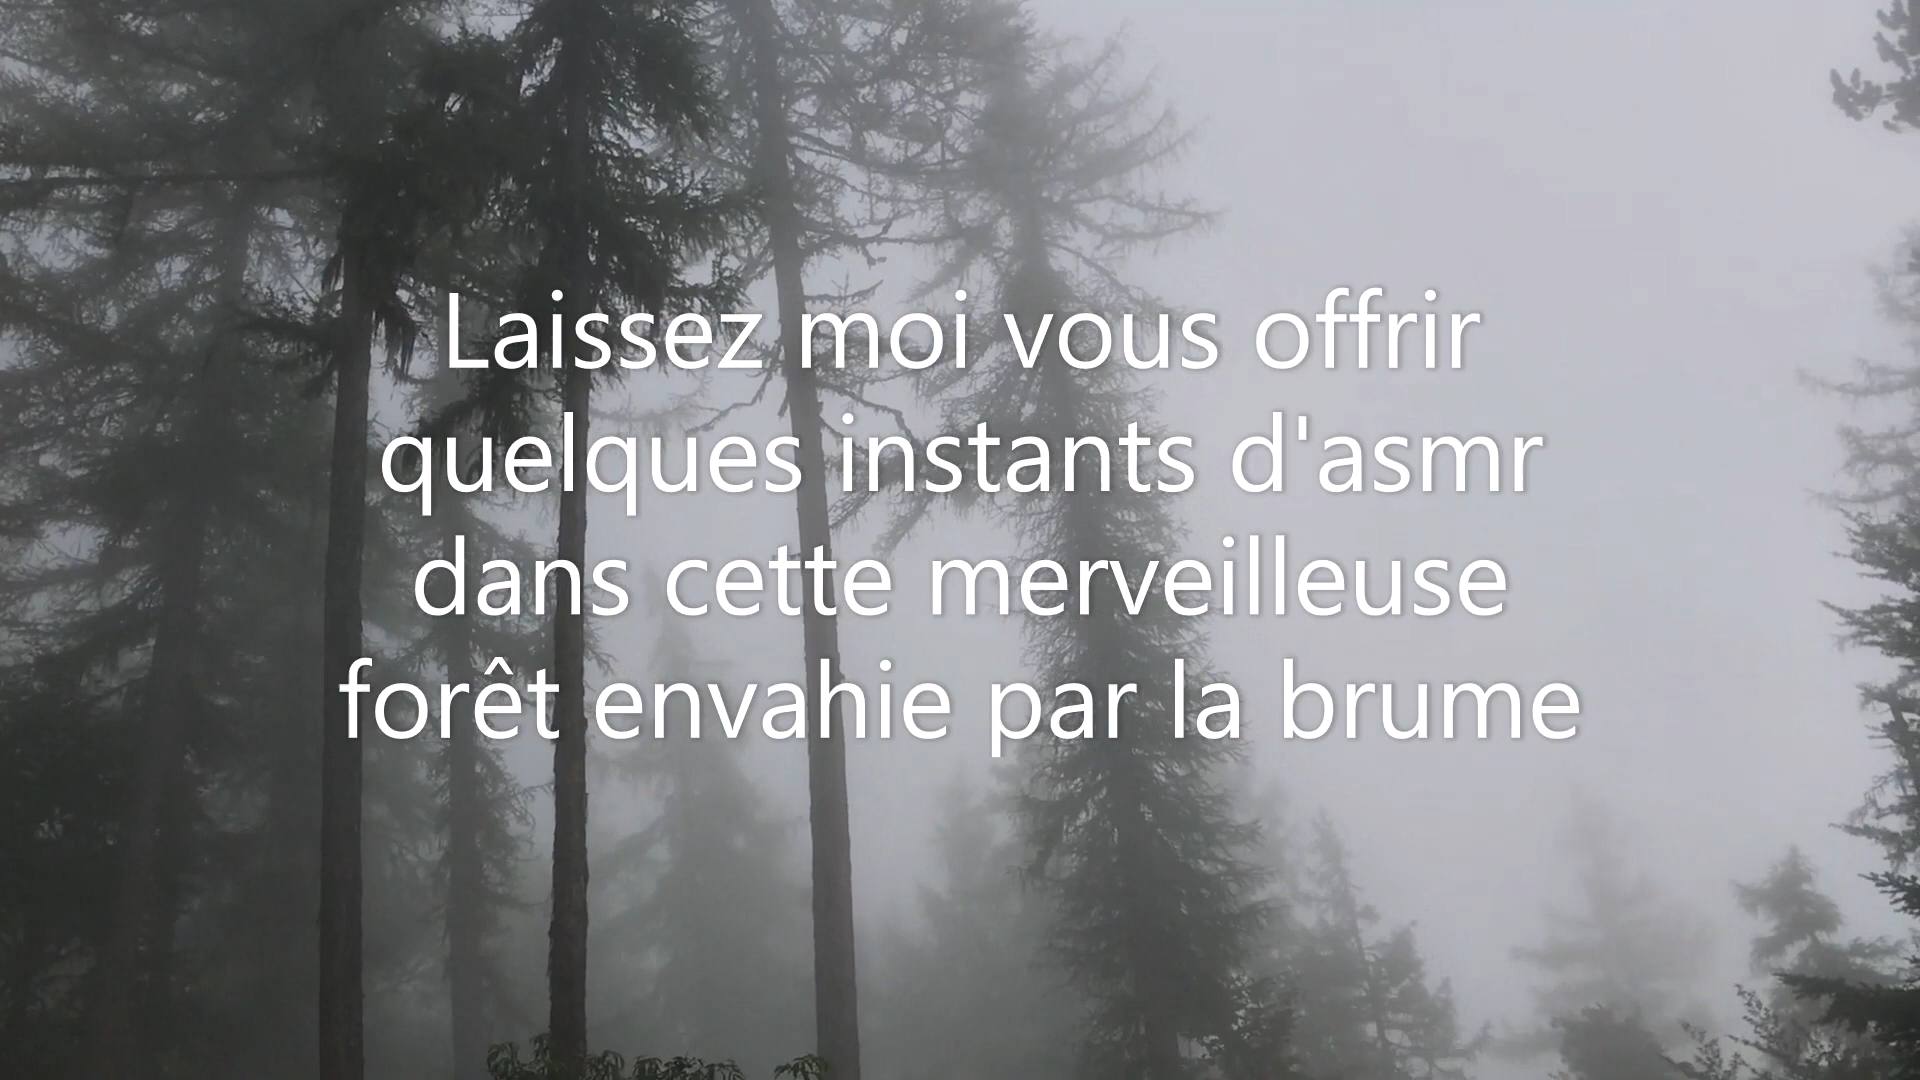 Laissez moi vous offrir
quelques instants d'asmr
dans cette merveilleuse
forêt envahie par la brume